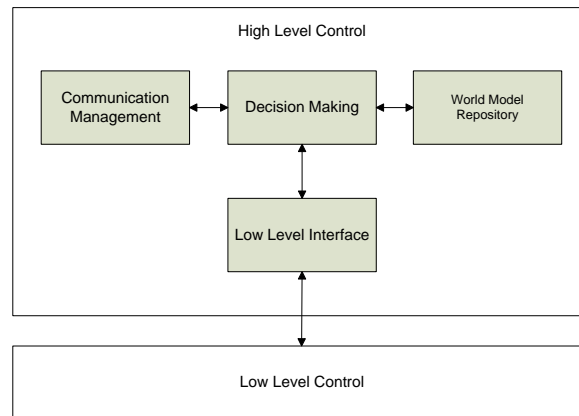 High Level Control
Communication
Management
Decision Making
World Model
Repository
Low Level Interface
Low Level Control